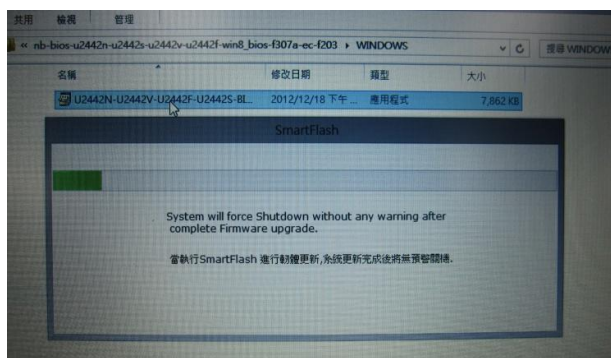 共用 檢視 管理
« nb-bios-u2442n-u2442s-u2442v-u2442f-win8_bios-f307a-ec-f203 ▸ WINDOWS 搜尋 WINDOW
名稱 修改日期 類型 大小
U2442N-U2442V-U2442F-U2442S-BI... 2012/12/18 下午 ... 應用程式 7,862 KB
SmartFlash
System will force Shutdown without any warning after
complete Firmware upgrade.
當執行SmartFlash 進行韌體更新,系統更新完成後將無預警關機.